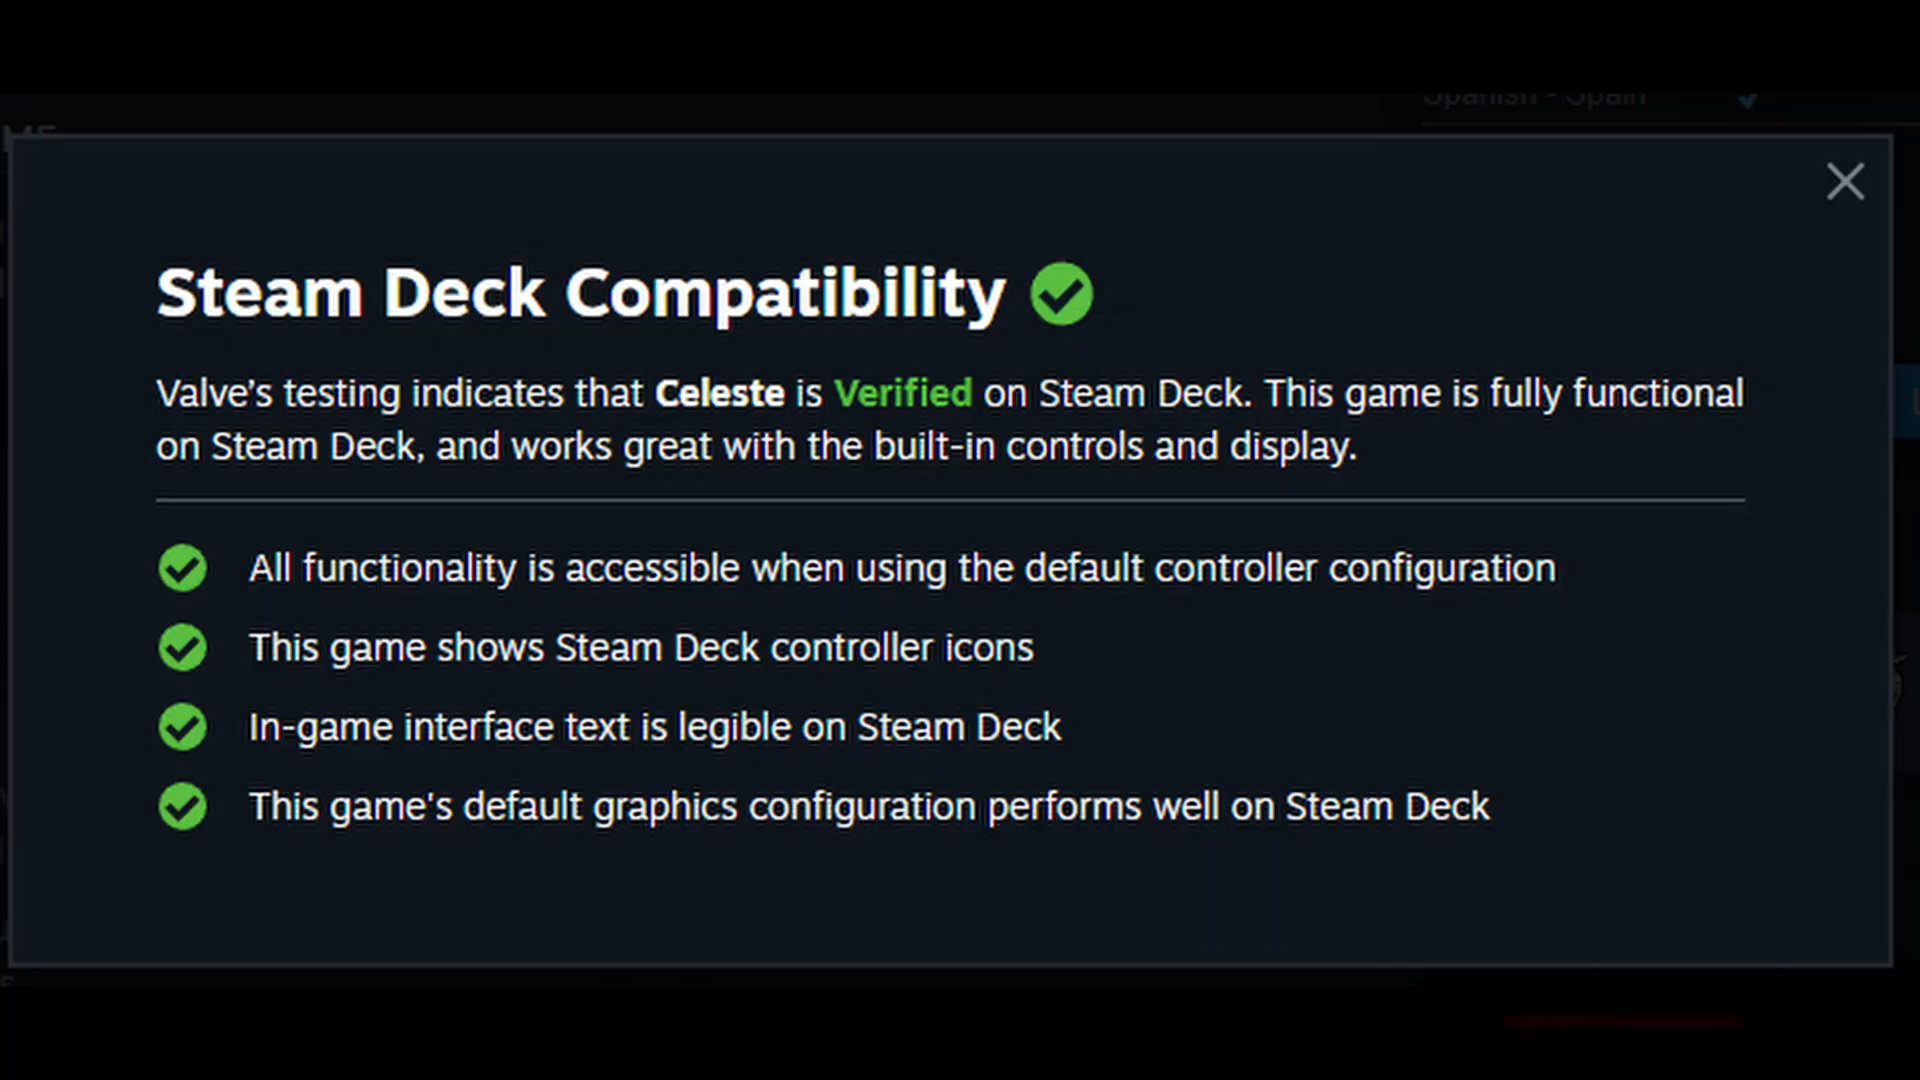 Spanish - Spain
Steam Deck Compatibility
Valve's testing indicates that Celeste is Verified on Steam Deck. This game is fully functional
on Steam Deck, and works great with the built-in controls and display.
All functionality is accessible when using the default controller configuration
This game shows Steam Deck controller icons
In-game interface text is legible on Steam Deck
This game's default graphics configuration performs well on Steam Deck